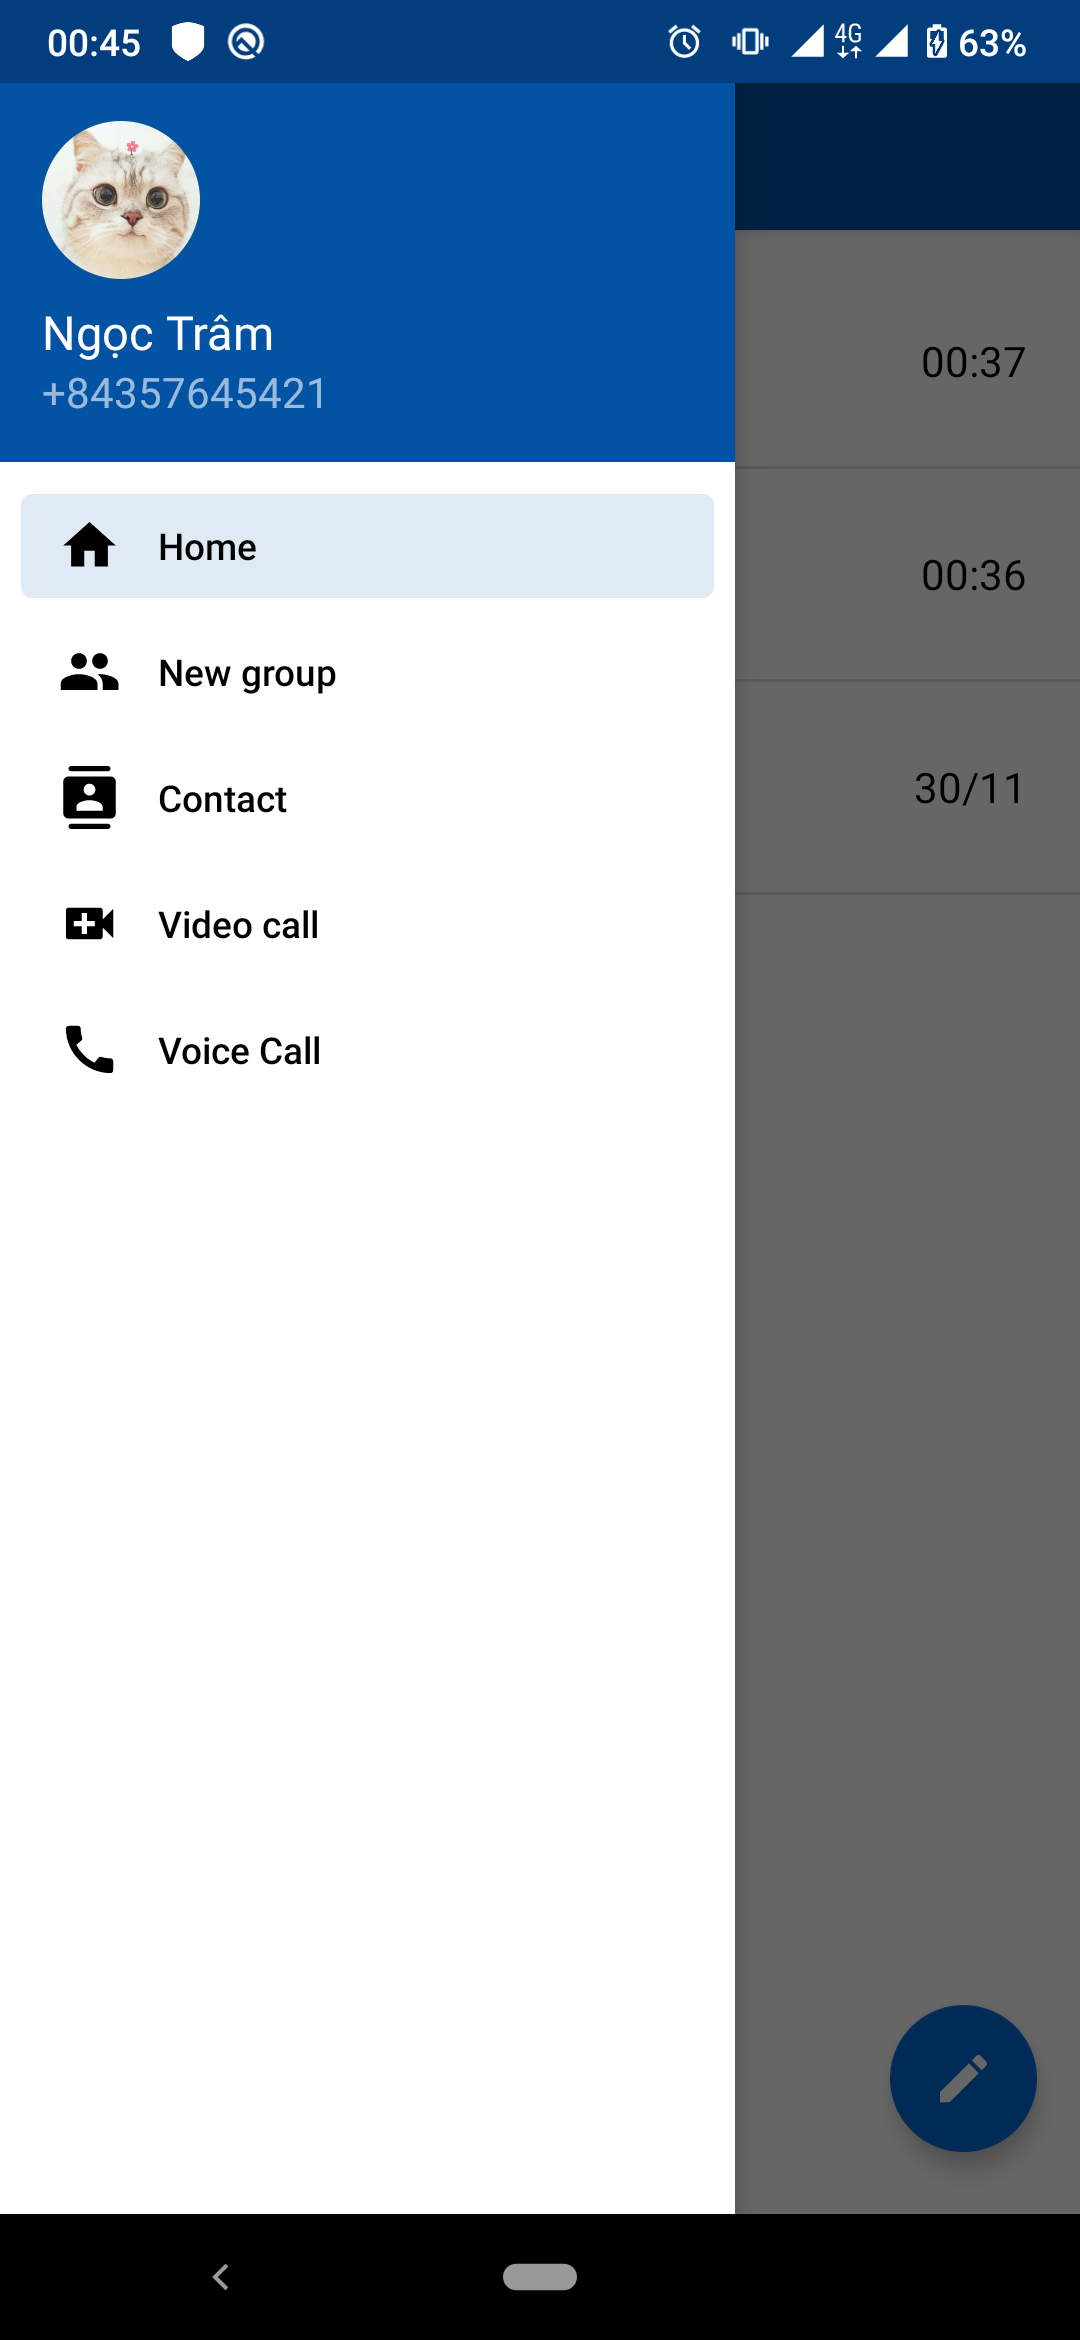 00:45 4G 63%
Ngọc Trâm
+84357645421
00:37
Home
00:36
New group
Contact
30/11
Video call
Voice Call